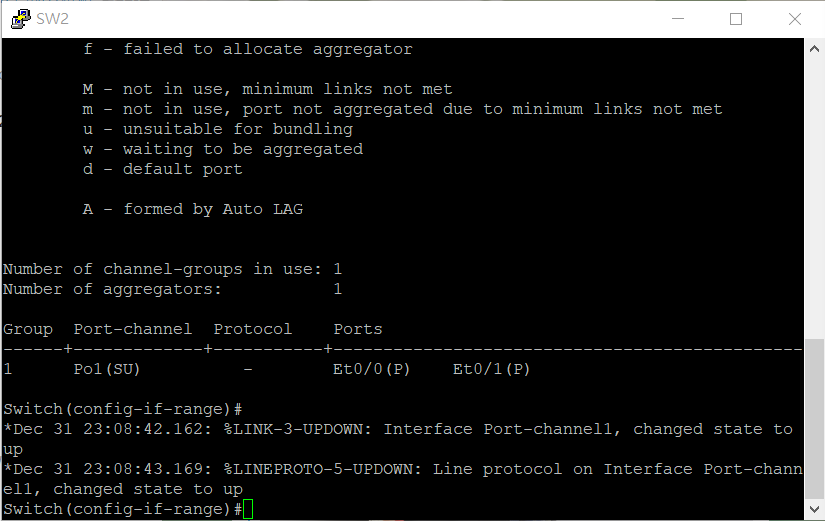 SW2
f - failed to allocate aggregator
M - not in use, minimum links not met
m - not in use, port not aggregated due to minimum links not met
u - unsuitable for bundling
w - waiting to be aggregated
d - default port
A - formed by Auto LAG
Number of channel-groups in use: 1
Number of aggregators:           1
Group  Port-channel  Protocol    Ports
------+-------------+-----------+-----------------------------------------------
1      Po1(SU)          -        Et0/0(P)    Et0/1(P)
Switch(config-if-range)#
*Dec 31 23:08:42.162: %LINK-3-UPDOWN: Interface Port-channel1, changed state to
up
*Dec 31 23:08:43.169: %LINEPROTO-5-UPDOWN: Line protocol on Interface Port-chann
el1, changed state to up
Switch(config-if-range)#